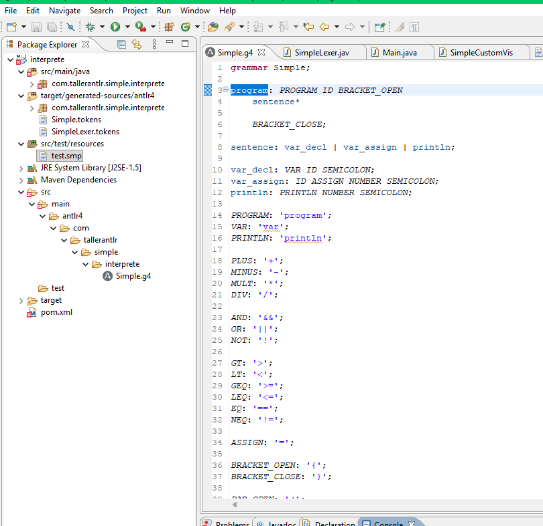 File Edit Navigate Search Project Run Window Help
Package Explorer
interprete
src/main/java
com.tallerantlr.simple.interprete
target/generated-sources/antlr4
com.tallerantlr.simple.interprete
Simple.tokens
SimpleLexer.tokens
src/test/resources
test.smp
JRE System Library [J2SE-1.5]
Maven Dependencies
src
main
antlr4
com
tallerantlr
simple
interprete
Simple.g4
test
target
pom.xml
Simple.g4 SimpleLexer.jav Main.java SimpleCustomVis
1 grammar Simple;
2
3 program: PROGRAM ID BRACKET_OPEN
4 sentence*
5
6 BRACKET_CLOSE;
7
8 sentence: var_decl | var_assign | println;
9
10 var_decl: VAR ID SEMICOLON;
11 var_assign: ID ASSIGN NUMBER SEMICOLON;
12 println: PRINTLN NUMBER SEMICOLON;
13
14 PROGRAM: 'program';
15 VAR: 'var';
16 PRINTLN: 'println';
17
18 PLUS: '+';
19 MINUS: '-';
20 MULT: '*';
21 DIV: '/';
22
23 AND: '&&';
24 OR: '||';
25 NOT: '!';
26
27 GT: '>';
28 LT: '<';
29 GEQ: '>=';
30 LEQ: '<=';
31 EQ: '==';
32 NEQ: '!=';
33
34 ASSIGN: '=';
35
36 BRACKET_OPEN: '{';
37 BRACKET_CLOSE: '}';
38
Problems Javadoc Declaration Console